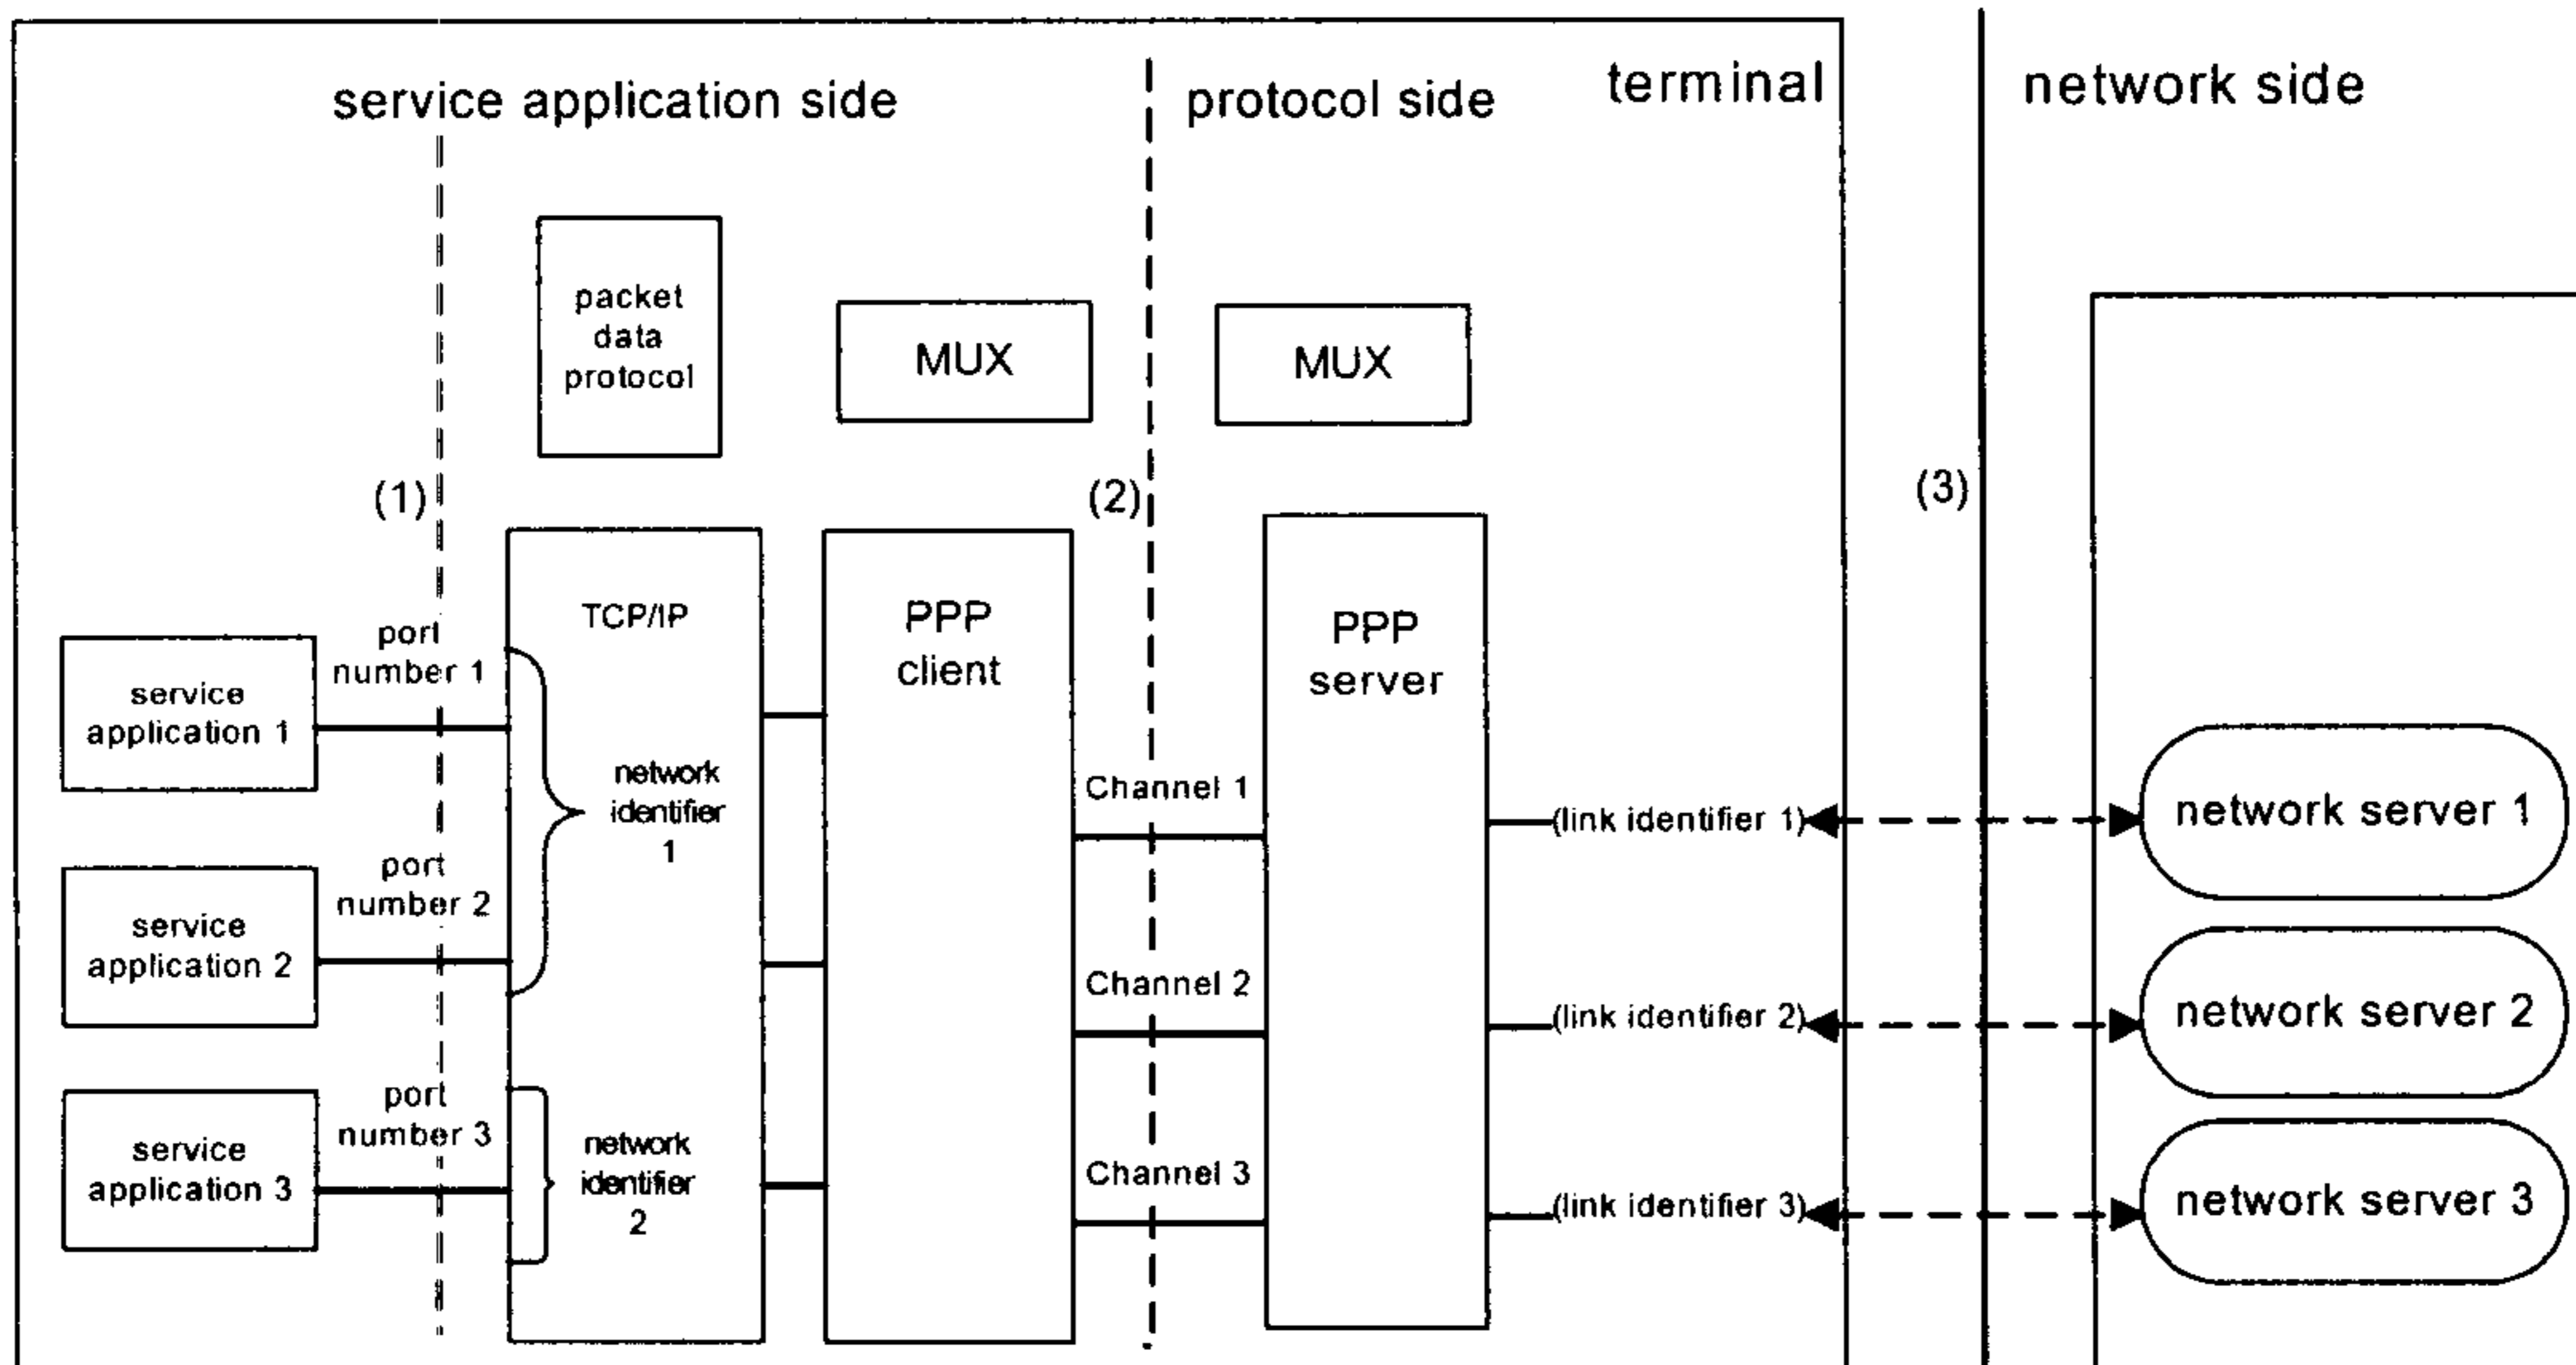 service application side
protocol side
terminal
network side
packet
data
protocol
MUX
MUX
(1)
(2)
(3)
TCP/IP
PPP
client
PPP
server
port
number 1
service
application 1
network
identifier
1
Channel 1
(link identifier 1)
network server 1
port
number 2
service
application 2
Channel 2
(link identifier 2)
network server 2
port
number 3
service
application 3
network
identifier
2
Channel 3
(link identifier 3)
network server 3